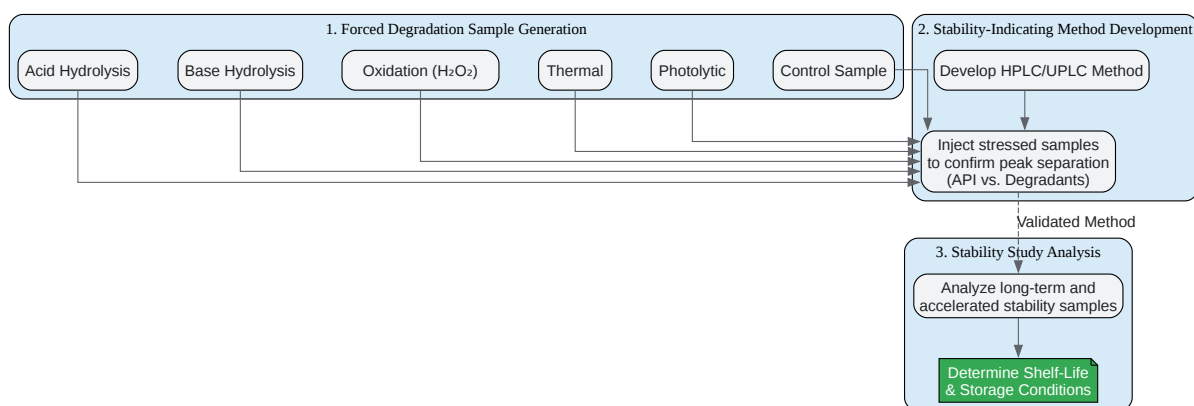 1. Forced Degradation Sample Generation
Acid Hydrolysis
Base Hydrolysis
Oxidation (H₂O₂)
Thermal
Photolytic
Control Sample
2. Stability-Indicating Method Development
Develop HPLC/UPLC Method
Inject stressed samples
to confirm peak separation
(API vs. Degradants)
Validated Method
3. Stability Study Analysis
Analyze long-term and
accelerated stability samples
Determine Shelf-Life
& Storage Conditions